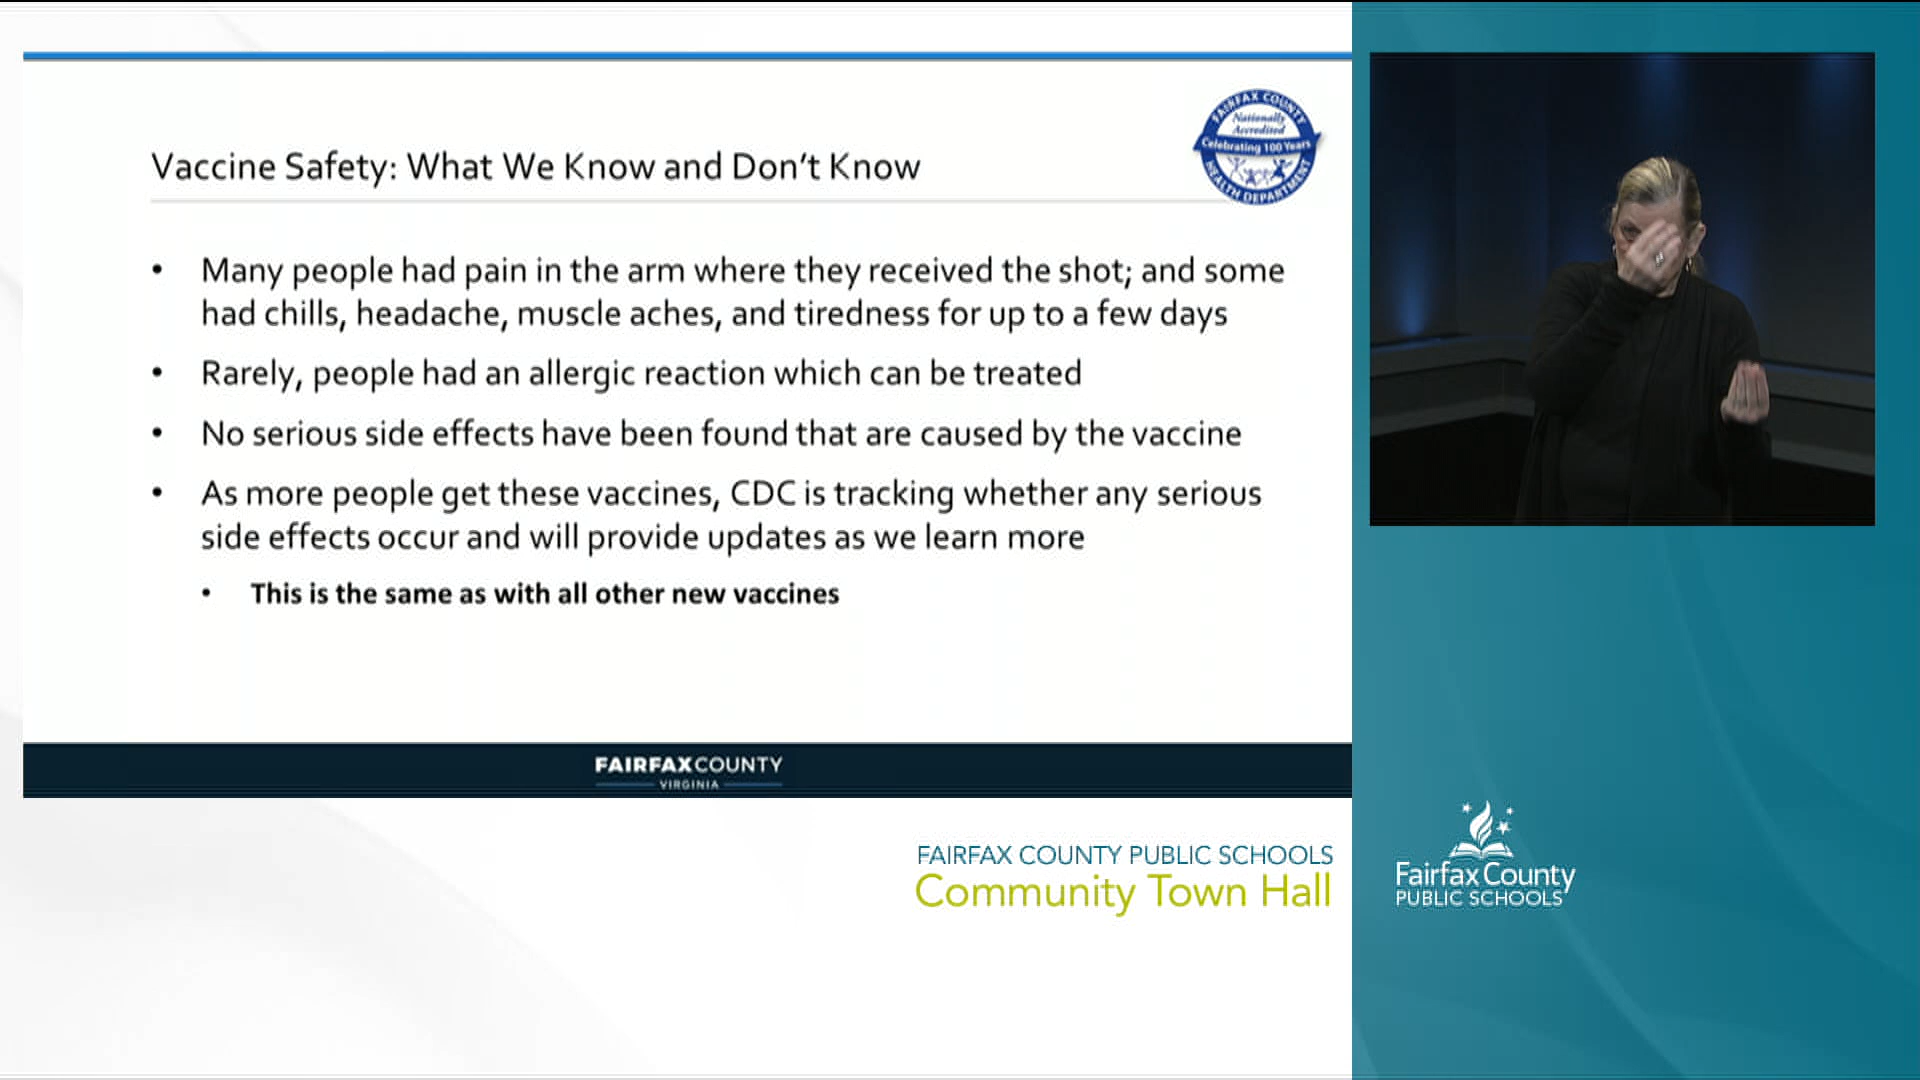 FAIRFAX COUNTY
Nationally
Accredited
Celebrating 100 Years
HEALTH DEPARTMENT
Vaccine Safety: What We Know and Don't Know
• Many people had pain in the arm where they received the shot; and some
had chills, headache, muscle aches, and tiredness for up to a few days
• Rarely, people had an allergic reaction which can be treated
• No serious side effects have been found that are caused by the vaccine
• As more people get these vaccines, CDC is tracking whether any serious
side effects occur and will provide updates as we learn more
• This is the same as with all other new vaccines
FAIRFAX COUNTY
VIRGINIA
FAIRFAX COUNTY PUBLIC SCHOOLS
Community Town Hall
Fairfax County
PUBLIC SCHOOLS